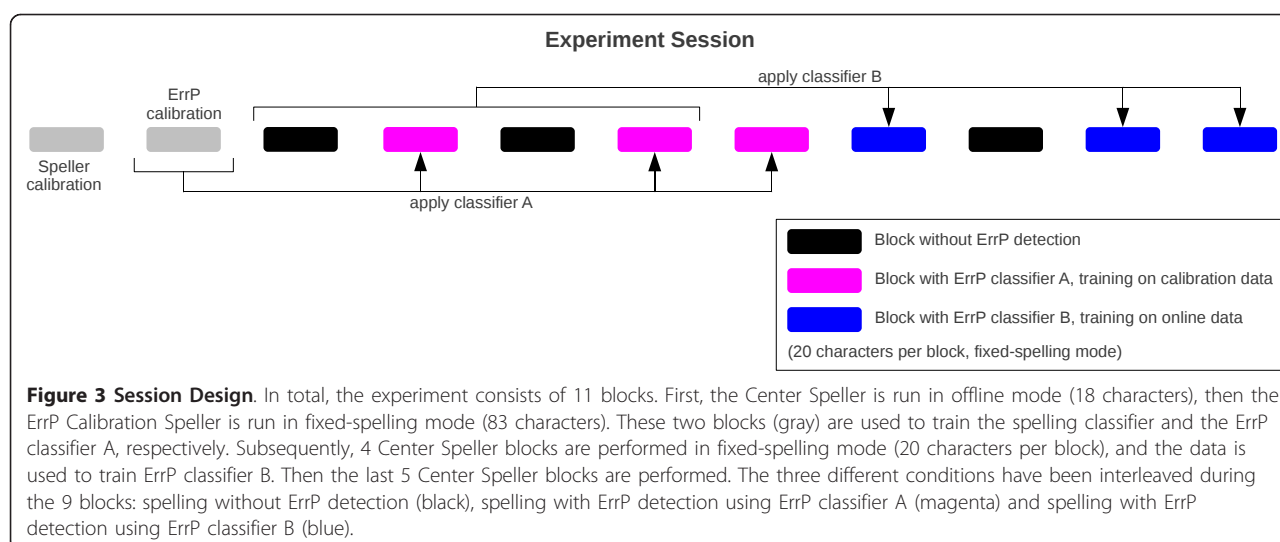 Experiment Session
apply classifier B
ErrP
calibration
Speller
calibration
apply classifier A
Block without ErrP detection
Block with ErrP classifier A, training on calibration data
Block with ErrP classifier B, training on online data
(20 characters per block, fixed-spelling mode)
Figure 3 Session Design. In total, the experiment consists of 11 blocks. First, the Center Speller is run in offline mode (18 characters), then the
ErrP Calibration Speller is run in fixed-spelling mode (83 characters). These two blocks (gray) are used to train the spelling classifier and the ErrP
classifier A, respectively. Subsequently, 4 Center Speller blocks are performed in fixed-spelling mode (20 characters per block), and the data is
used to train ErrP classifier B. Then the last 5 Center Speller blocks are performed. The three different conditions have been interleaved during
the 9 blocks: spelling without ErrP detection (black), spelling with ErrP detection using ErrP classifier A (magenta) and spelling with ErrP
detection using ErrP classifier B (blue).